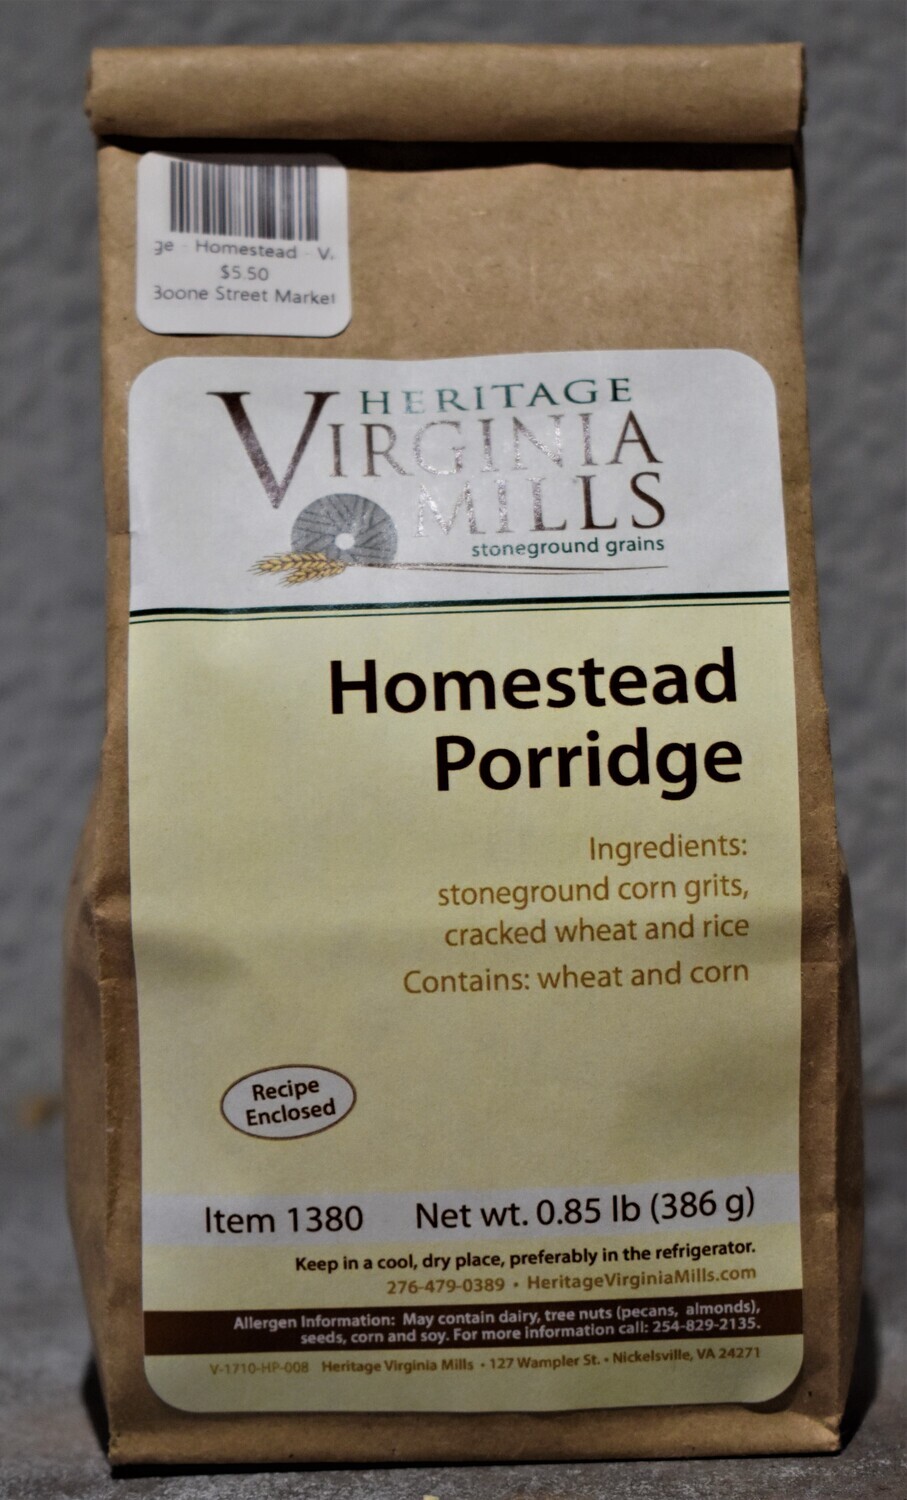 ge - Homestead - V.
$5.50
Boone Street Market
HERITAGE
VIRGINIA
MILLS
stoneground grains
Homestead
Porridge
Ingredients:
stoneground corn grits,
cracked wheat and rice
Contains: wheat and corn
Recipe
Enclosed
Item 1380 Net wt. 0.85 lb (386 g)
Keep in a cool, dry place, preferably in the refrigerator.
276-479-0389 • HeritageVirginiaMills.com
Allergen Information: May contain dairy, tree nuts (pecans, almonds),
seeds, corn and soy. For more information call: 254-829-2135.
V-1710-HP-008 Heritage Virginia Mills • 127 Wampler St. • Nickelsville, VA 24271